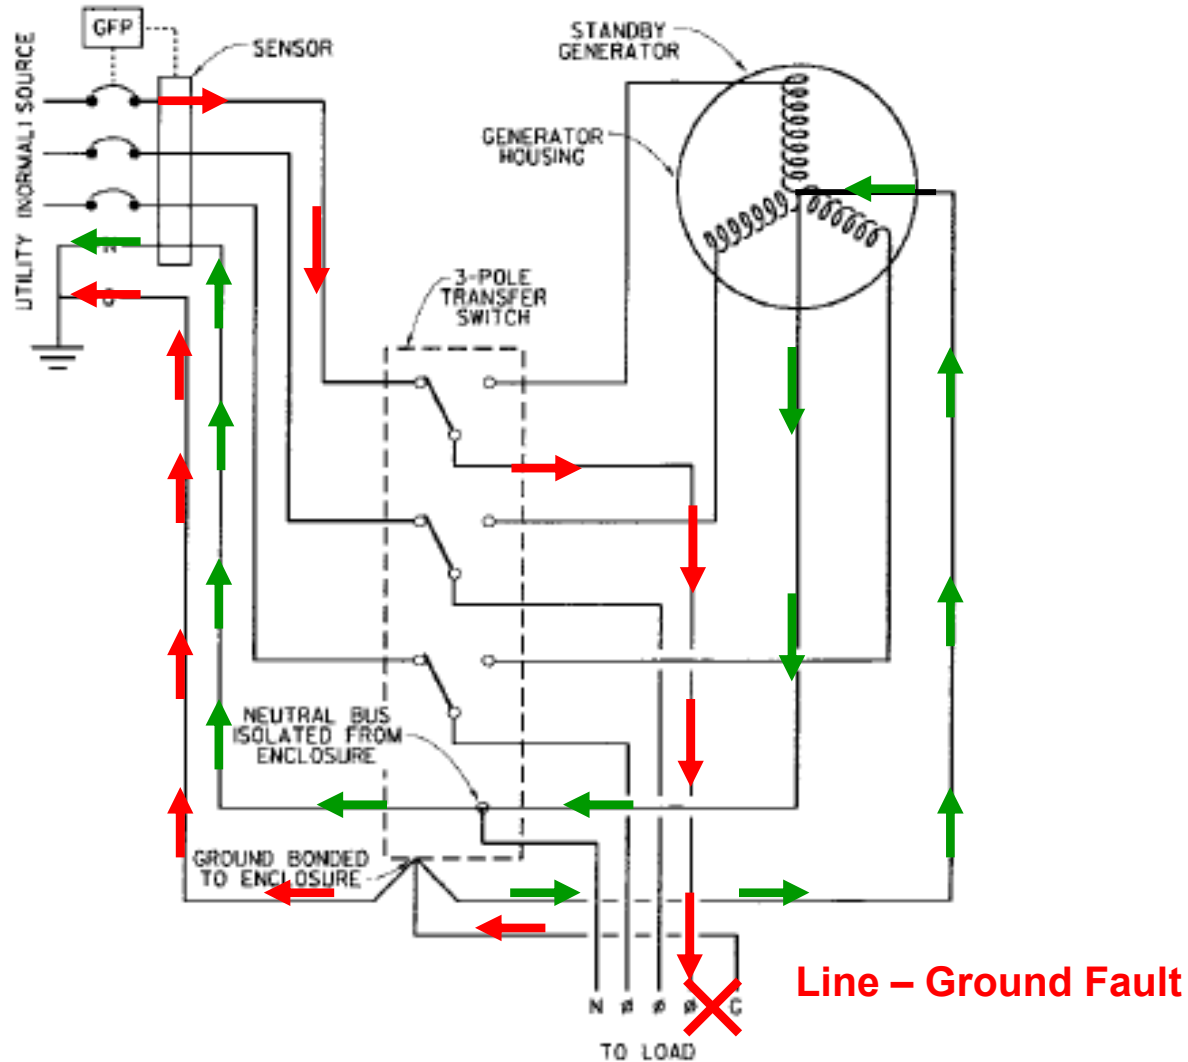 GFP
SENSOR
UTILITY (NORMAL) SOURCE
N
G
STANDBY
GENERATOR
GENERATOR
HOUSING
3-POLE
TRANSFER
SWITCH
NEUTRAL BUS
ISOLATED FROM
ENCLOSURE
GROUND BONDED
TO ENCLOSURE
Line – Ground Fault
N Ø Ø Ø G
TO LOAD